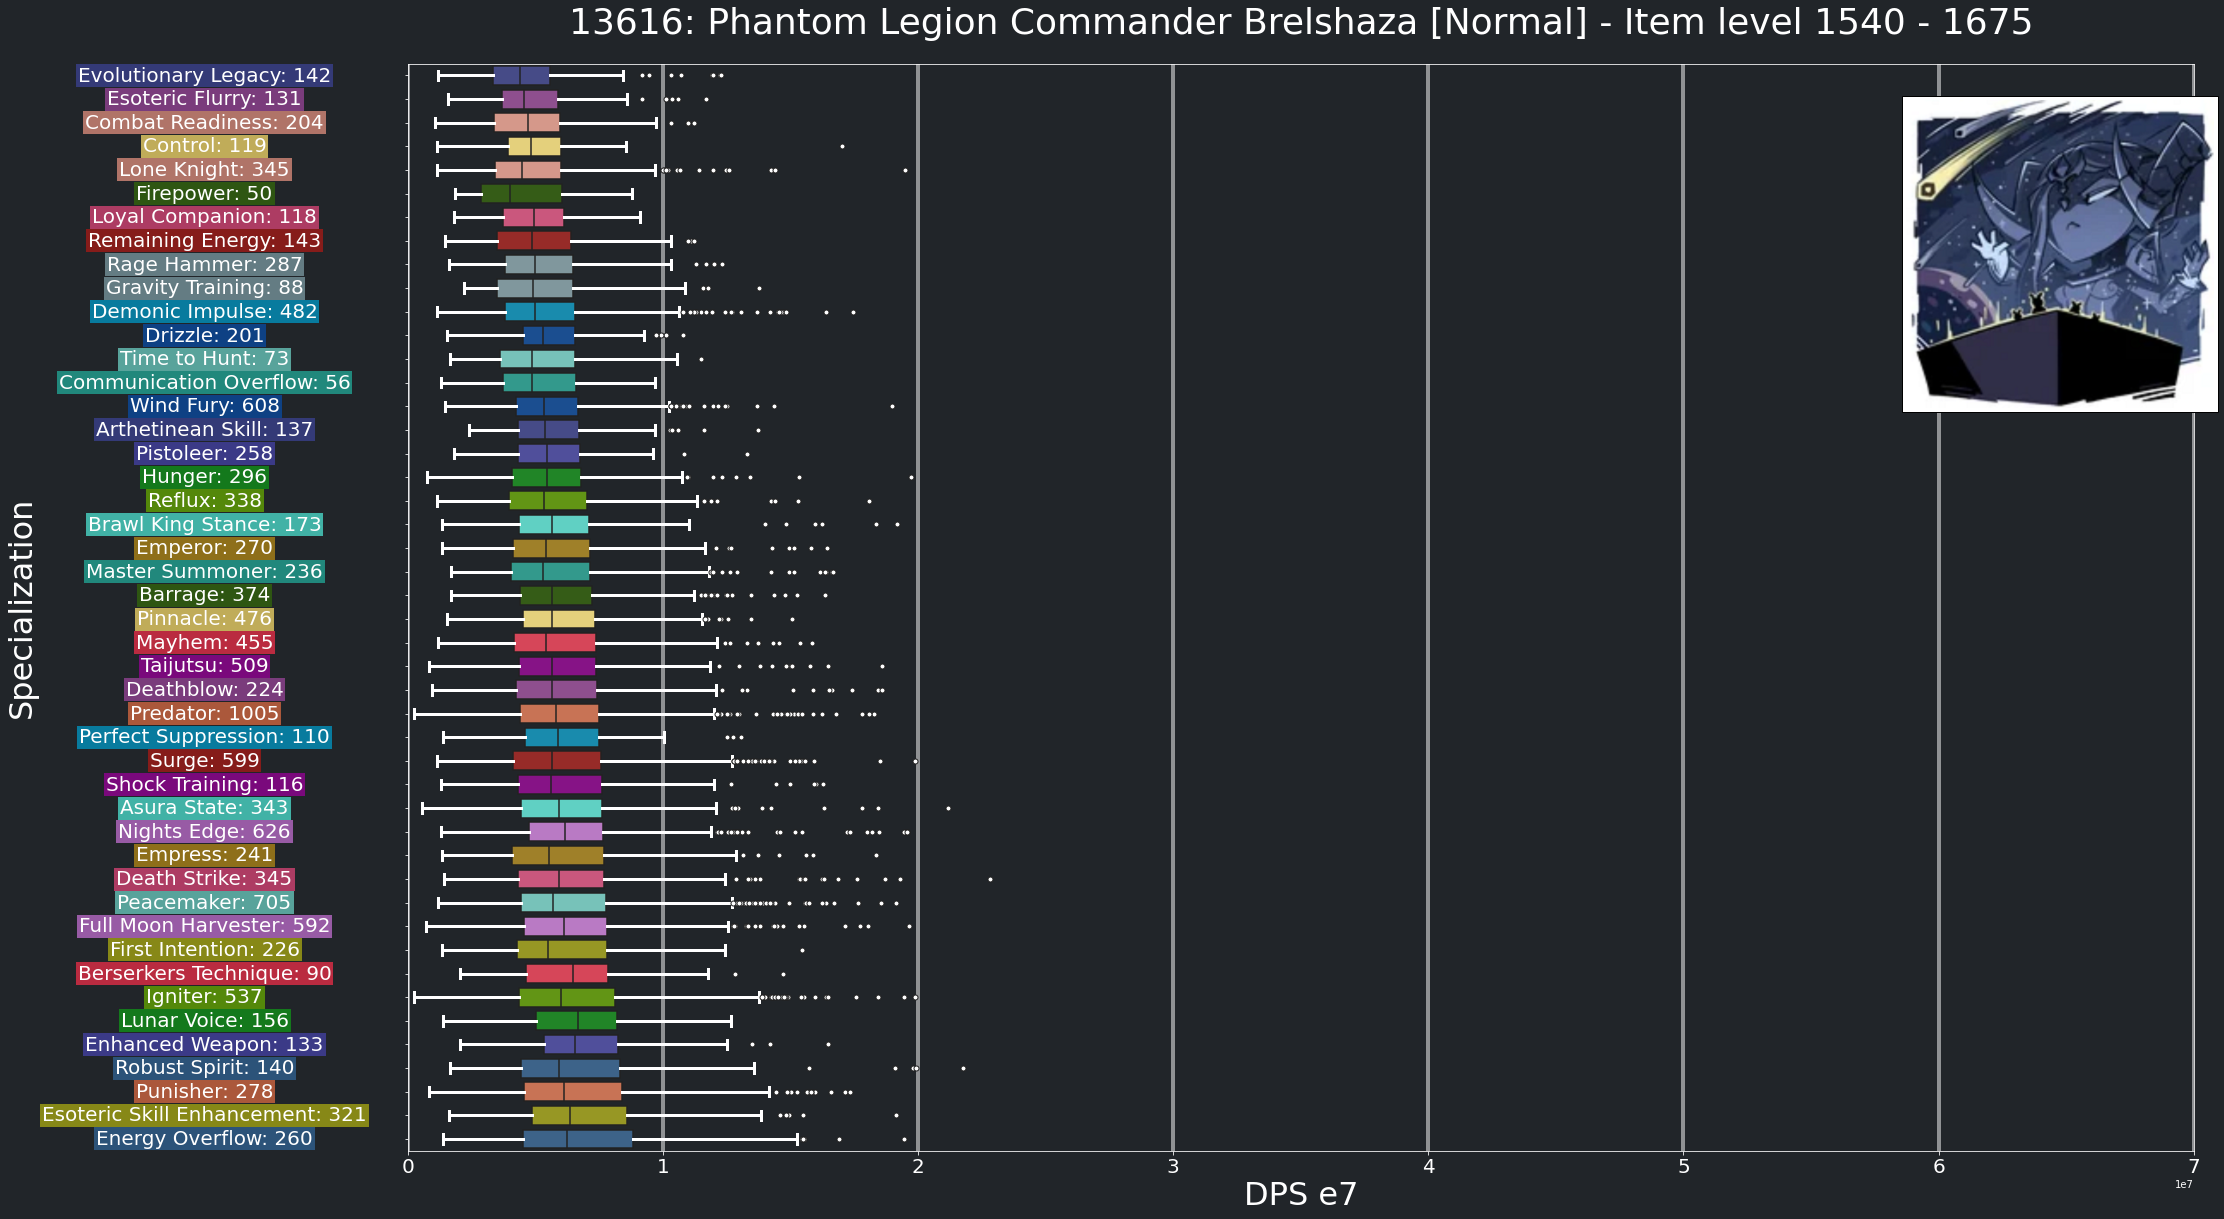 13616: Phantom Legion Commander Brelshaza [Normal] - Item level 1540 - 1675
Specialization
Evolutionary Legacy: 142
Esoteric Flurry: 131
Combat Readiness: 204
Control: 119
Lone Knight: 345
Firepower: 50
Loyal Companion: 118
Remaining Energy: 143
Rage Hammer: 287
Gravity Training: 88
Demonic Impulse: 482
Drizzle: 201
Time to Hunt: 73
Communication Overflow: 56
Wind Fury: 608
Arthetinean Skill: 137
Pistoleer: 258
Hunger: 296
Reflux: 338
Brawl King Stance: 173
Emperor: 270
Master Summoner: 236
Barrage: 374
Pinnacle: 476
Mayhem: 455
Taijutsu: 509
Deathblow: 224
Predator: 1005
Perfect Suppression: 110
Surge: 599
Shock Training: 116
Asura State: 343
Nights Edge: 626
Empress: 241
Death Strike: 345
Peacemaker: 705
Full Moon Harvester: 592
First Intention: 226
Berserkers Technique: 90
Igniter: 537
Lunar Voice: 156
Enhanced Weapon: 133
Robust Spirit: 140
Punisher: 278
Esoteric Skill Enhancement: 321
Energy Overflow: 260
0 1 2 3 4 5 6 7
1e7
DPS e7